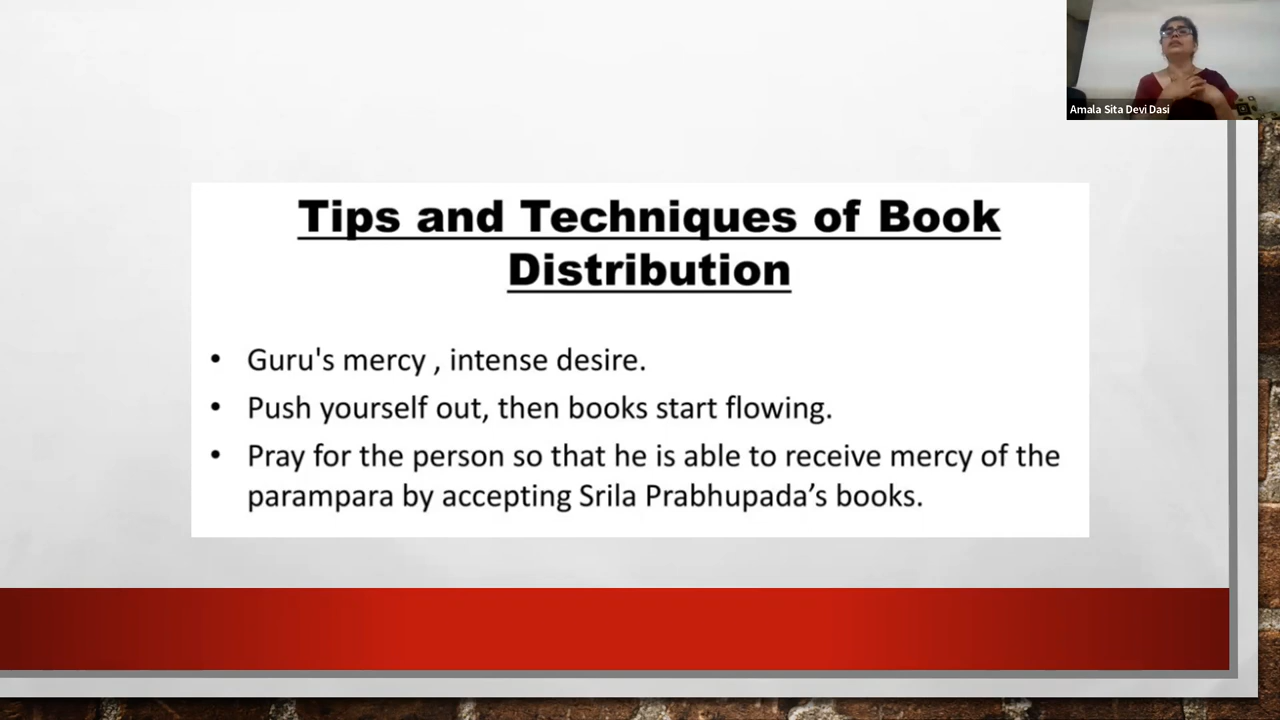 Amala Sita Devi Dasi
Tips and Techniques of Book
Distribution
• Guru's mercy , intense desire.
• Push yourself out, then books start flowing.
• Pray for the person so that he is able to receive mercy of the
parampara by accepting Srila Prabhupada’s books.